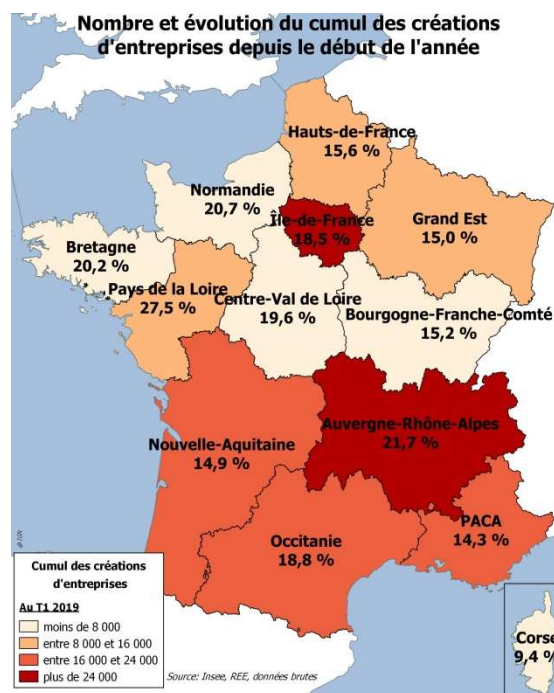 Nombre et évolution du cumul des créations
d'entreprises depuis le début de l'année
Hauts-de-France
15,6 %
Normandie
20,7 %
Île-de-France
18,5 %
Grand Est
15,0 %
Bretagne
20,2 %
Pays de la Loire
27,5 %
Centre-Val de Loire
19,6 %
Bourgogne-Franche-Comté
15,2 %
Auvergne-Rhône-Alpes
21,7 %
Nouvelle-Aquitaine
14,9 %
PACA
14,3 %
Occitanie
18,8 %
Corse
9,4 %
© IGN
Cumul des créations
d'entreprises
Au T1 2019
moins de 8 000
entre 8 000 et 16 000
entre 16 000 et 24 000
plus de 24 000
Source: Insee, REE, données brutes